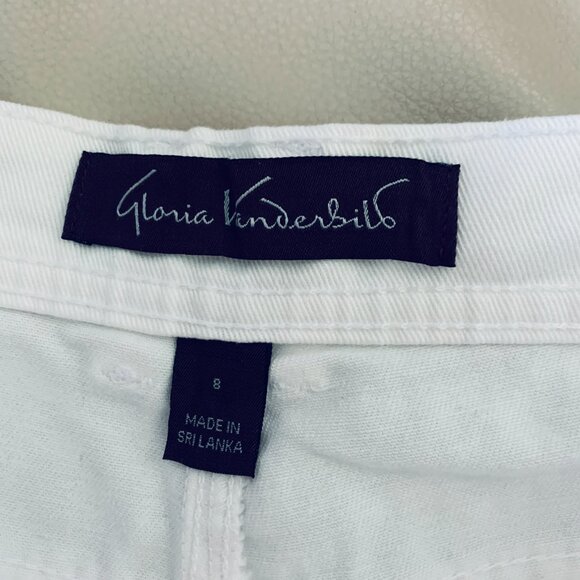 Gloria Vanderbilt
8
MADE IN
SRI LANKA